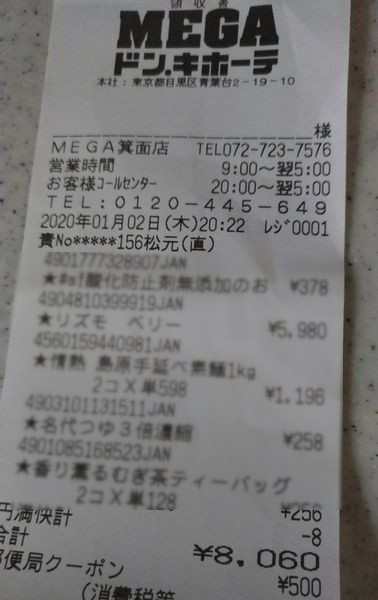 領収書
MEGA
ドン.キホーテ
本社:東京都目黒区青葉台2-19-10
様
MEGA箕面店 TEL072-723-7576
営業時間 9:00～翌5:00
お客様コールセンター 20:00～翌5:00
TEL:0120-445-649
2020年01月02日(木)20:22 レジ0001
責No*****156松元(直)
4901777328907JAN
酸化防止剤無添加のお ¥378
4904810399919JAN
★リズモ ベリー ¥5,980
4560159440981JAN
★情熱 島原手延べ素麺1kg
2コX単598 ¥1,196
4903101131511JAN
★名代つゆ3倍濃縮 ¥258
4901085168523JAN
★香り薫るむぎ茶ティーバッグ
2コX単128 ¥256
円満快計 -8
合計 ¥8,060
郵便局クーポン ¥500
(消費税等